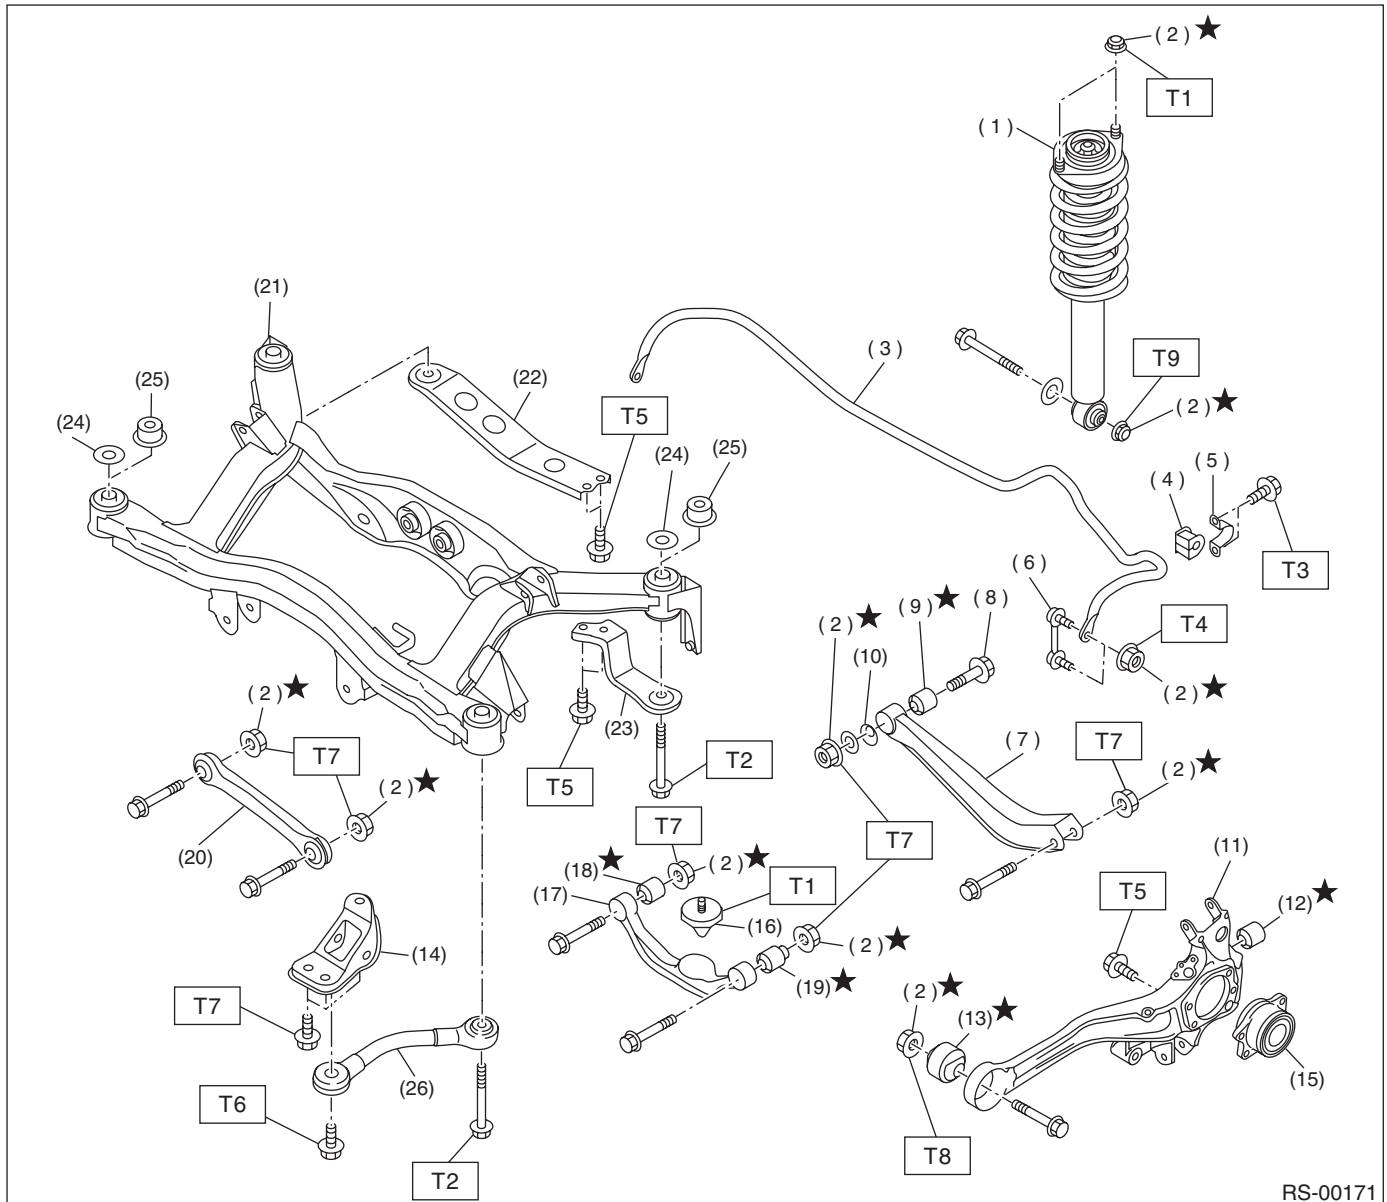 ( 2 ) ★
T1
( 1 )
(21)
( 3 )
T9
(25)
(22)
( 2 ) ★
T5
(24)
(24)
(25)
( 5 )
( 4 )
T3
( 6 )
( 2 ) ★
( 9 ) ★
( 8 )
T4
(10)
( 2 ) ★
( 2 ) ★
(23)
( 7 )
T7
T7
T2
T5
( 2 ) ★
( 2 ) ★
T7
T7
(20)
(18) ★
( 2 ) ★
(11)
(17)
T1
T5
(12) ★
(16)
( 2 ) ★
(14)
(19) ★
( 2 ) ★
T7
(13) ★
(26)
(15)
T6
T8
T2
RS-00171